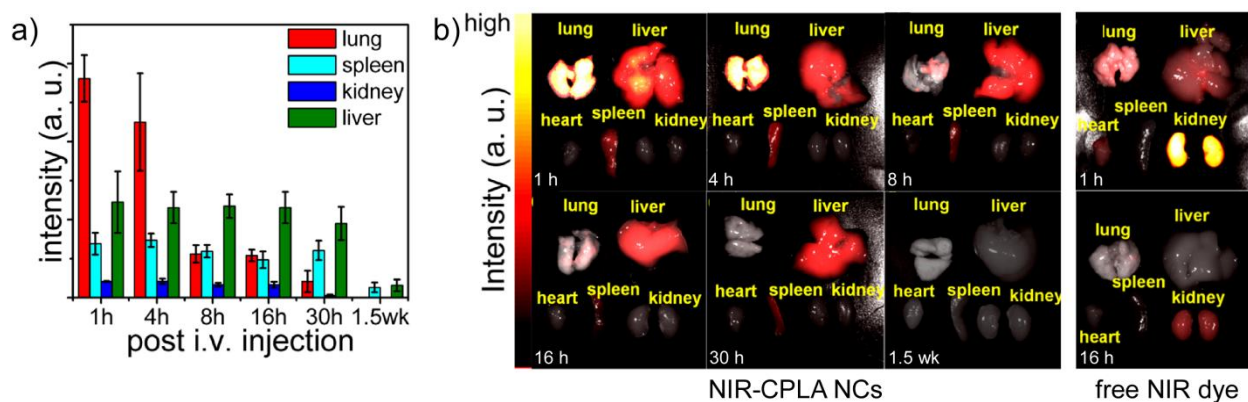 a)
intensity (a. u.)
lung
spleen
kidney
liver
1h 4h 8h 16h 30h 1.5wk
post i.v. injection
b)
high
Intensity (a. u.)
lung liver
heart spleen kidney
1 h
lung liver
heart spleen kidney
4 h
lung liver
heart spleen kidney
8 h
lung liver
heart spleen kidney
1 h
lung liver
heart spleen kidney
16 h
lung liver
heart spleen kidney
30 h
lung liver
heart spleen kidney
1.5 wk
lung liver
heart spleen kidney
16 h
NIR-CPLA NCs
free NIR dye